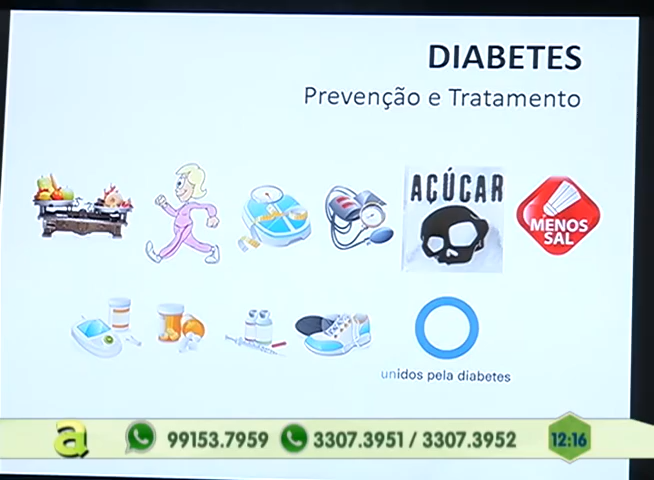 DIABETES
Prevenção e Tratamento
AÇÚCAR
MENOS
SAL
unidos pela diabetes
a
99153.7959
3307.3951 / 3307.3952
12:16